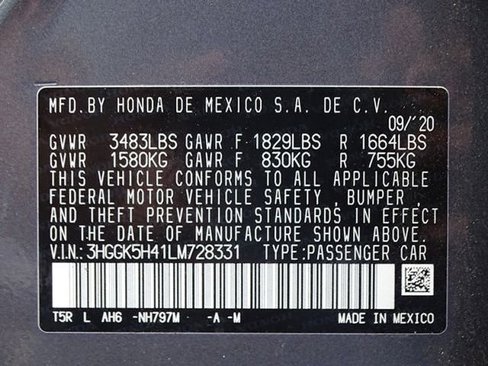 MFD. BY HONDA DE MEXICO S.A. DE C.V.
09/'20
GVWR 3483LBS GAWR F 1829LBS R 1664LBS
GVWR 1580KG GAWR F 830KG R 755KG
THIS VEHICLE CONFORMS TO ALL APPLICABLE
FEDERAL MOTOR VEHICLE SAFETY , BUMPER ,
AND THEFT PREVENTION STANDARDS IN EFFECT
ON THE DATE OF MANUFACTURE SHOWN ABOVE.
V.I.N.: 3HGGK5H41LM728331 TYPE:PASSENGER CAR
T5R L AH6 -NH797M -A -M MADE IN MEXICO